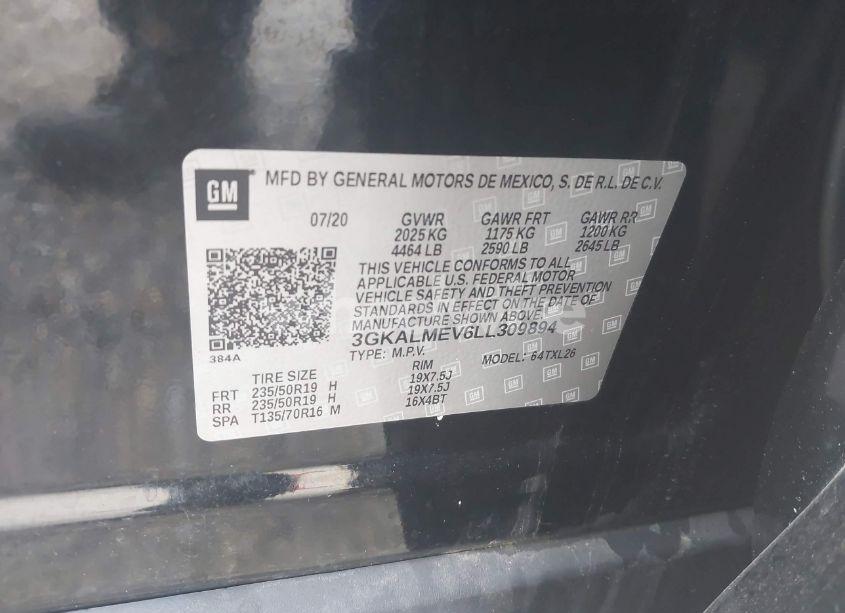 GM
MFD BY GENERAL MOTORS DE MEXICO, S. DE R.L. DE C.V.
07/20 GVWR GAWR FRT GAWR RR
2025 KG 1175 KG 1200 KG
4464 LB 2590 LB 2645 LB
THIS VEHICLE CONFORMS TO ALL
APPLICABLE U.S. FEDERAL MOTOR
VEHICLE SAFETY AND THEFT PREVENTION
STANDARDS IN EFFECT ON THE DATE OF
MANUFACTURE SHOWN ABOVE.
3GKALMEV6LL309894
384A
TYPE: M.P.V. MODEL: 64TXL26
TIRE SIZE RIM
FRT 235/50R19 H 19X7.5J
RR 235/50R19 H 19X7.5J
SPA T135/70R16 M 16X4BT